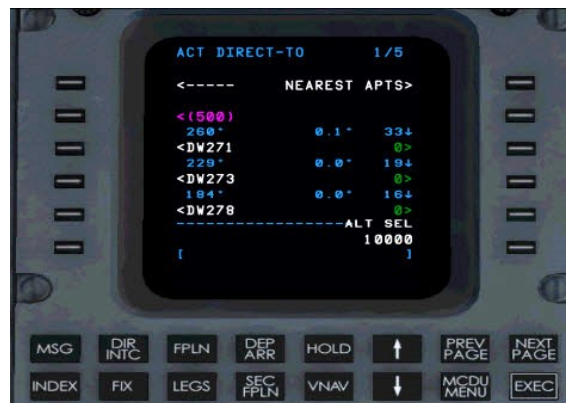 ACT DIRECT-TO 1/5
<----- NEAREST APTS>
<(500)
260° 0.1° 33↓
<DW271 0>
229° 0.0° 19↓
<DW273 0>
184° 0.0° 16↓
<DW278 0>
------------------ALT SEL
10000
[ ]
MSG DIR INTC FPLN DEP ARR HOLD ↑ PREV PAGE NEXT PAGE
INDEX FIX LEGS SEC FPLN VNAV ↓ MCDU MENU EXEC